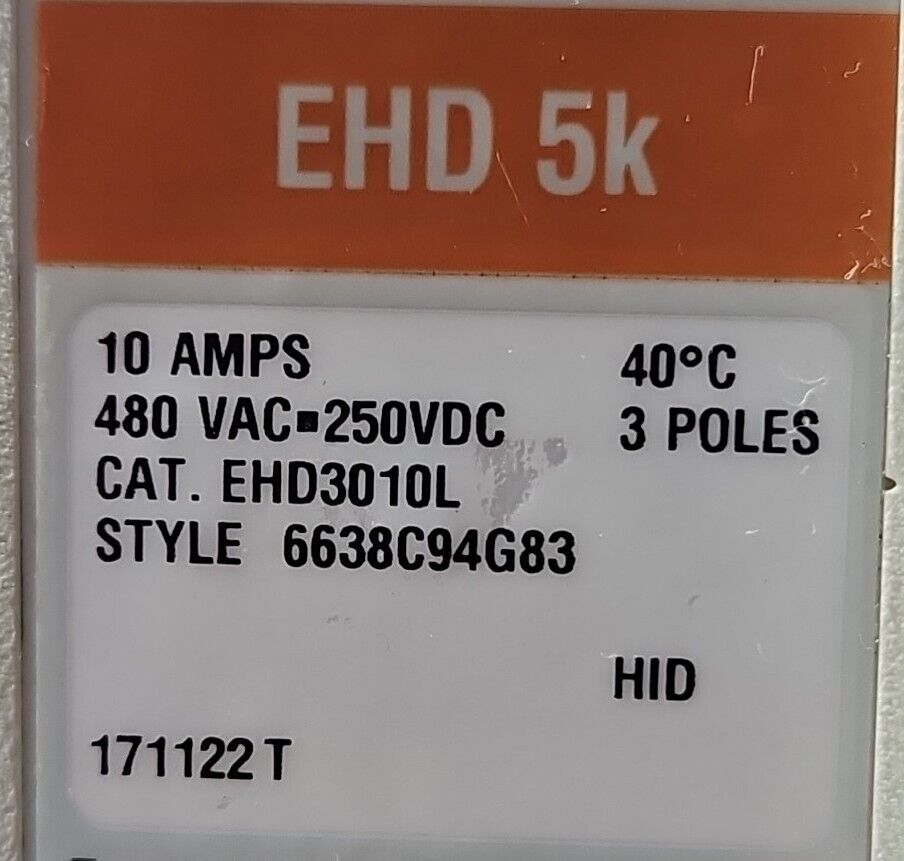 EHD 5k
10 AMPS 40°C
480 VAC▪250VDC 3 POLES
CAT. EHD3010L
STYLE 6638C94G83
HID
171122 T